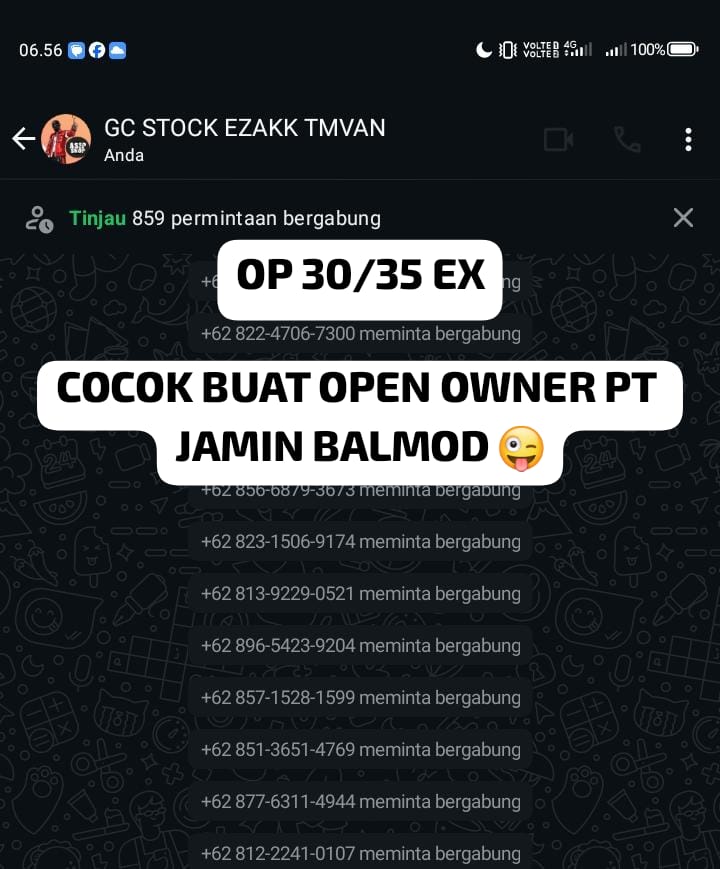 06.56
VOLTE
VOLTE
4G
100%
GC STOCK EZAKK TMVAN
Anda
Tinjau 859 permintaan bergabung
OP 30/35 EX
+62 822-4706-7300 meminta bergabung
COCOK BUAT OPEN OWNER PT
JAMIN BALMOD 😜
+62 856-6879-3673 meminta bergabung
+62 823-1506-9174 meminta bergabung
+62 813-9229-0521 meminta bergabung
+62 896-5423-9204 meminta bergabung
+62 857-1528-1599 meminta bergabung
+62 851-3651-4769 meminta bergabung
+62 877-6311-4944 meminta bergabung
+62 812-2241-0107 meminta bergabung